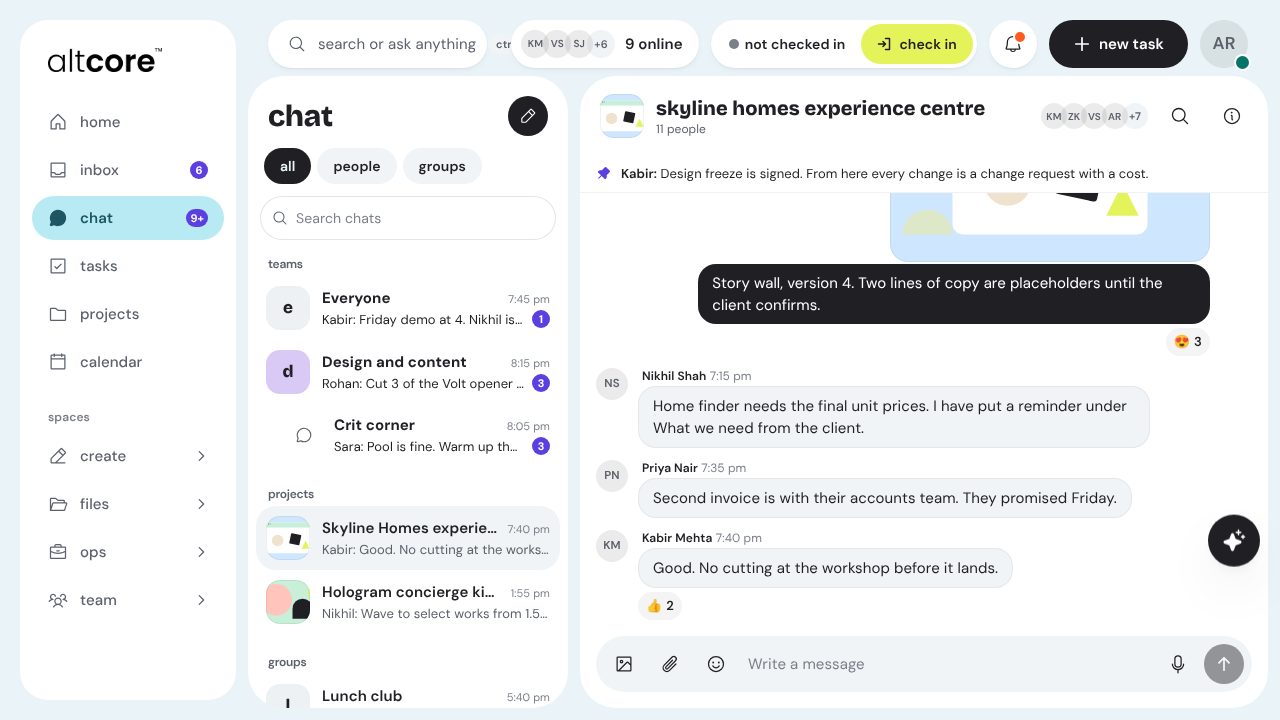 altcore™
home
inbox 6
chat 9+
tasks
projects
calendar
spaces
create
files
ops
team
search or ask anything
ctr
KM VS SJ +6 9 online
not checked in
check in
new task
AR
chat
all people groups
Search chats
teams
e
Everyone 7:45 pm
Kabir: Friday demo at 4. Nikhil is... 1
d
Design and content 8:15 pm
Rohan: Cut 3 of the Volt opener ... 3
Crit corner 8:05 pm
Sara: Pool is fine. Warm up th... 3
projects
Skyline Homes experie... 7:40 pm
Kabir: Good. No cutting at the works...
Hologram concierge ki... 1:55 pm
Nikhil: Wave to select works from 1.5...
groups
Lunch club 5:40 pm
skyline homes experience centre
11 people
KM ZK VS AR +7
Kabir: Design freeze is signed. From here every change is a change request with a cost.
Story wall, version 4. Two lines of copy are placeholders until the
client confirms.
😍 3
NS
Nikhil Shah 7:15 pm
Home finder needs the final unit prices. I have put a reminder under
What we need from the client.
PN
Priya Nair 7:35 pm
Second invoice is with their accounts team. They promised Friday.
KM
Kabir Mehta 7:40 pm
Good. No cutting at the workshop before it lands.
👍 2
Write a message